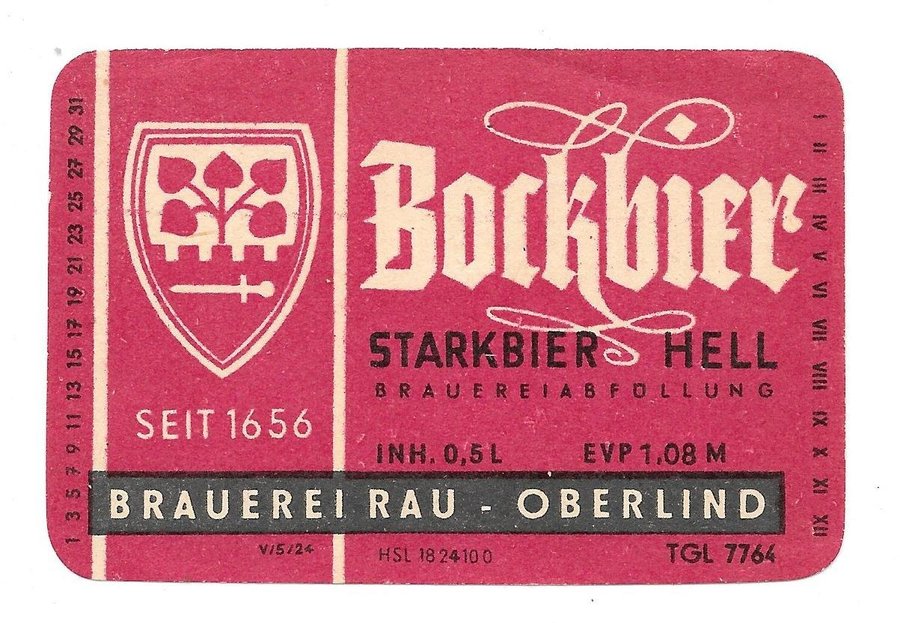 1 3 5 7 9 11 13 15 17 19 21 23 25 27 29 31
SEIT 1656
Bockbier
STARKBIER HELL
BRAUEREIABFÜLLUNG
INH. 0,5 L EVP 1,08 M
BRAUEREI RAU - OBERLIND
V/5/24 HSL 1824100 TGL 7764
I II III IV V VI VII VIII IX X XI XII